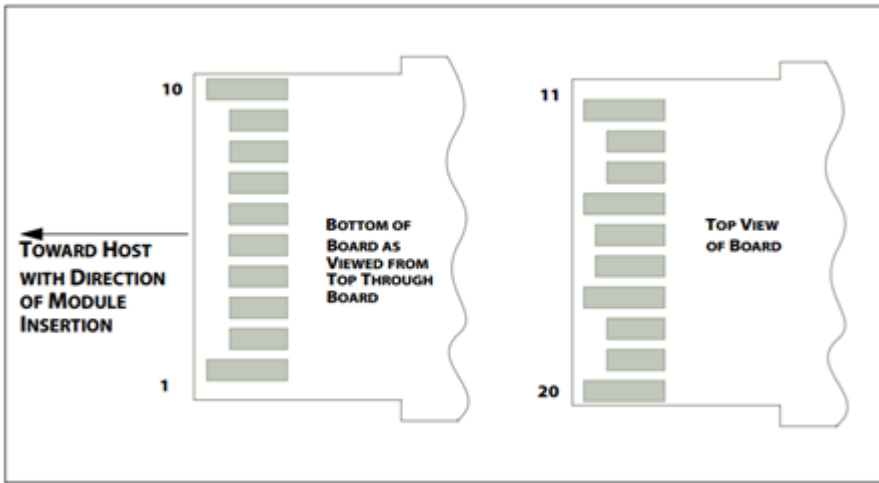 10
BOTTOM OF
BOARD AS
VIEWED FROM
TOP THROUGH
BOARD
1
TOWARD HOST
WITH DIRECTION
OF MODULE
INSERTION
11
TOP VIEW
OF BOARD
20